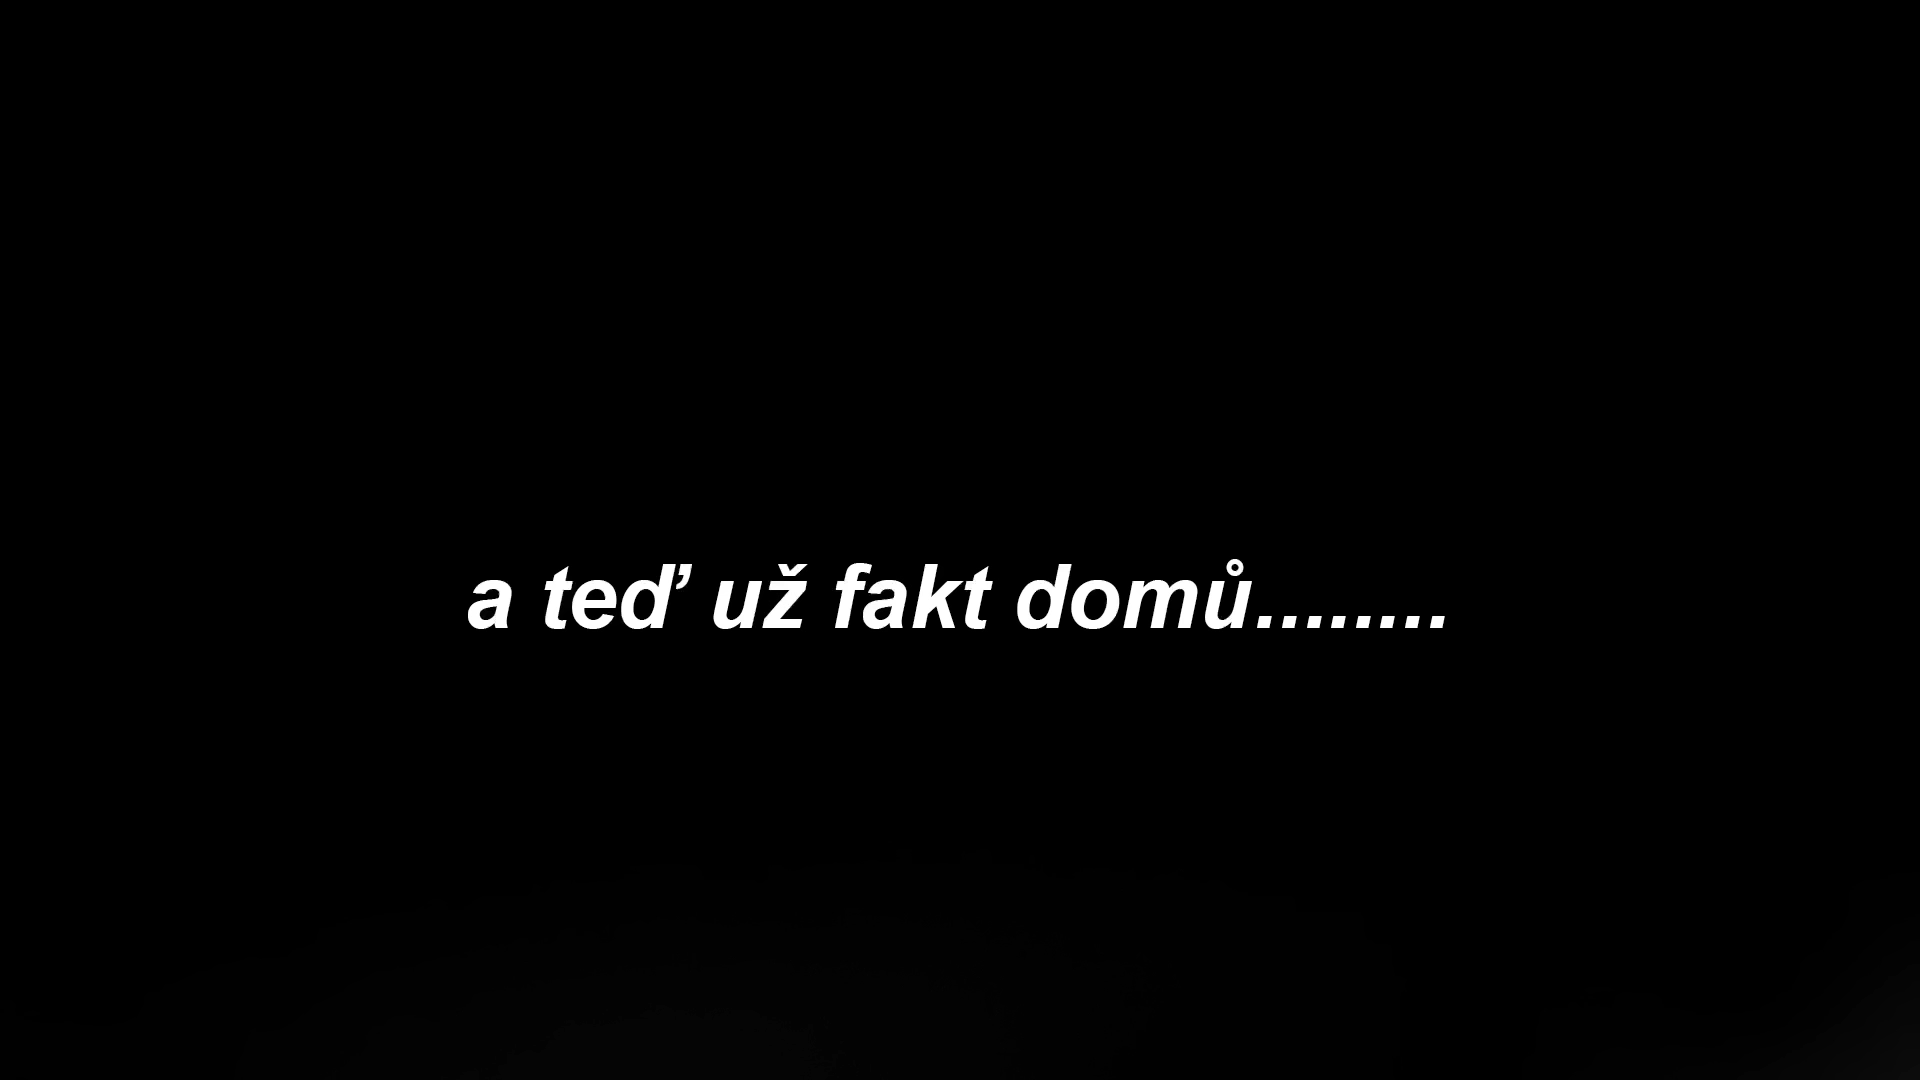 a teď už fakt domů........